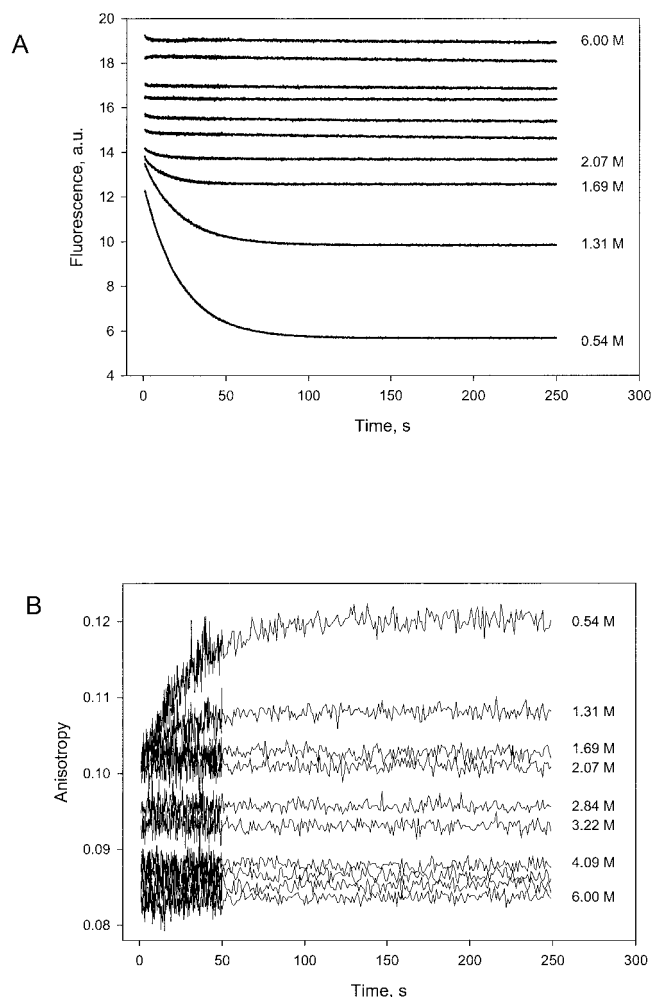 A
20
18
16
14
12
10
8
6
4
Fluorescence, a.u.
6.00 M
2.07 M
1.69 M
1.31 M
0.54 M
0 50 100 150 200 250 300
Time, s
B
0.12
0.11
0.10
0.09
0.08
Anisotropy
0.54 M
1.31 M
1.69 M
2.07 M
2.84 M
3.22 M
4.09 M
6.00 M
0 50 100 150 200 250 300
Time, s